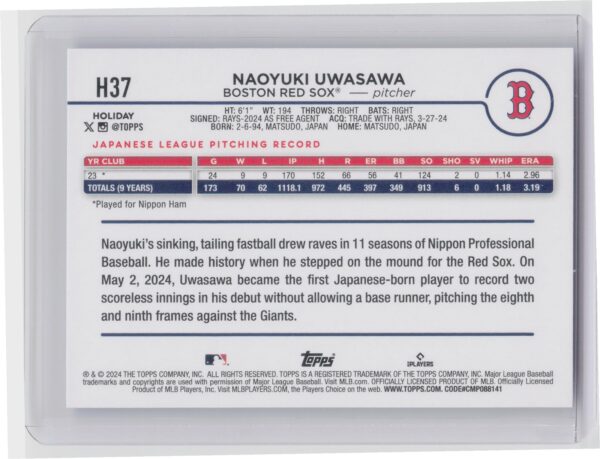 H37
NAOYUKI UWASAWA
BOSTON RED SOX® — pitcher
B
HOLIDAY
X @TOPPS
HT: 6'1" WT: 194 THROWS: RIGHT BATS: RIGHT
SIGNED: RAYS-2024 AS FREE AGENT ACQ: TRADE WITH RAYS, 3-27-24
BORN: 2-6-94, MATSUDO, JAPAN HOME: MATSUDO, JAPAN
JAPANESE LEAGUE PITCHING RECORD
YR CLUB G W L IP H R ER BB SO SHO SV WHIP ERA
23 * 24 9 9 170 152 66 56 41 124 2 0 1.14 2.96
TOTALS (9 YEARS) 173 70 62 1118.1 972 445 397 349 913 6 0 1.18 3.19
*Played for Nippon Ham
Naoyuki's sinking, tailing fastball drew raves in 11 seasons of Nippon Professional
Baseball. He made history when he stepped on the mound for the Red Sox. On
May 2, 2024, Uwasawa became the first Japanese-born player to record two
scoreless innings in his debut without allowing a base runner, pitching the eighth
and ninth frames against the Giants.
Topps
PLAYERS
® & © 2024 THE TOPPS COMPANY, INC. ALL RIGHTS RESERVED. TOPPS IS A REGISTERED TRADEMARK OF THE TOPPS COMPANY, INC. Major League Baseball
trademarks and copyrights are used with permission of Major League Baseball. Visit MLB.com. OFFICIALLY LICENSED PRODUCT OF MLB. Officially Licensed
Product of MLB Players, Inc. Visit MLBPLAYERS.COM, the Players Choice on the web. WWW.TOPPS.COM. CODE#CMP088141